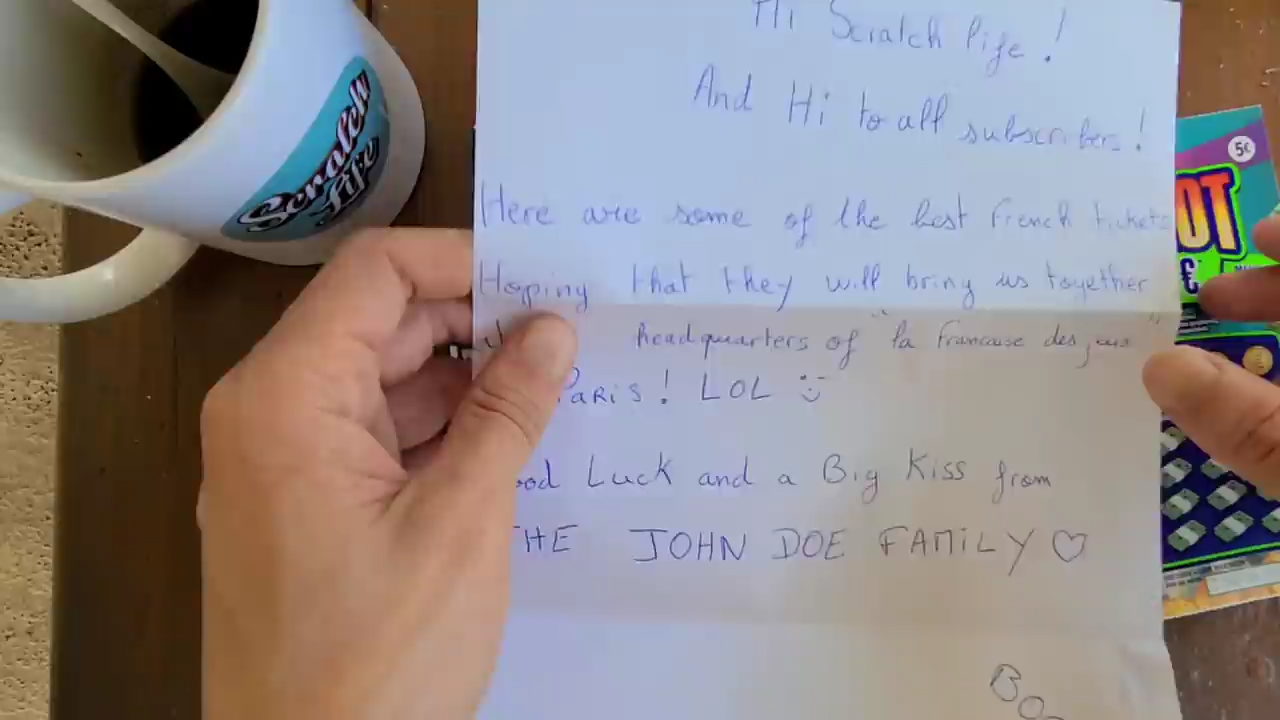 Scratch
Life
Hi Scratch life !
And Hi to all subscribers !
Here are some of the best French tickets
Hoping that they will bring us together
headquarters of "la Francaise des jeux"
Paris ! LOL
Luck and a Big Kiss from
THE JOHN DOE FAMILY ♡
5€